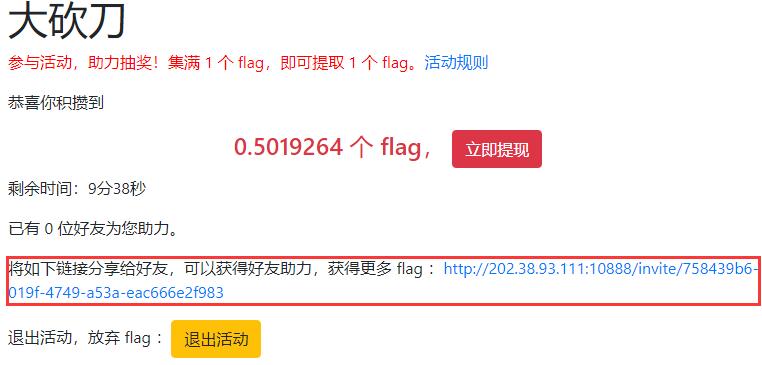 大砍刀
参与活动，助力抽奖！集满 1 个 flag，即可提取 1 个 flag。活动规则
恭喜你积攒到
0.5019264 个 flag， 立即提现
剩余时间：9分38秒
已有 0 位好友为您助力。
将如下链接分享给好友，可以获得好友助力，获得更多 flag ：http://202.38.93.111:10888/invite/758439b6-
019f-4749-a53a-eac666e2f983
退出活动，放弃 flag ： 退出活动